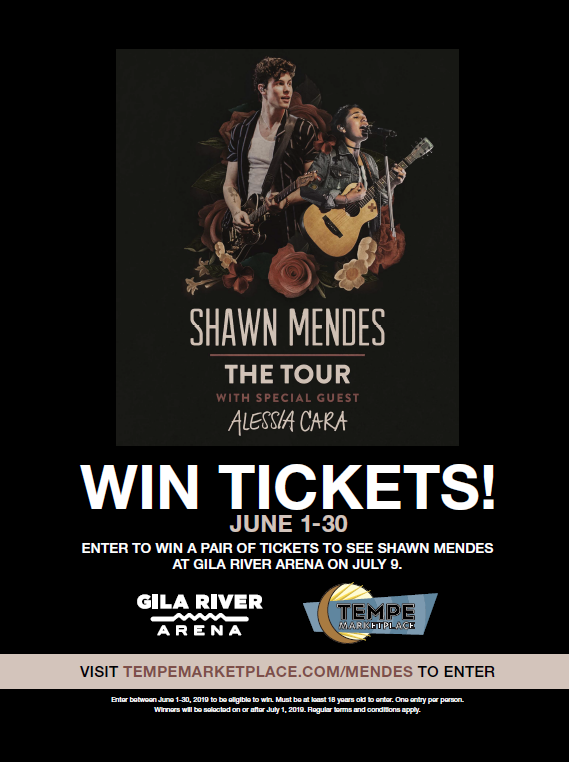 SHAWN MENDES
THE TOUR
WITH SPECIAL GUEST
ALESSIA CARA
WIN TICKETS!
JUNE 1-30
ENTER TO WIN A PAIR OF TICKETS TO SEE SHAWN MENDES
AT GILA RIVER ARENA ON JULY 9.
GILA RIVER
ARENA
TEMPE
MARKETPLACE
VISIT TEMPEMARKETPLACE.COM/MENDES TO ENTER
Enter between June 1-30, 2019 to be eligible to win. Must be at least 18 years old to enter. One entry per person.
Winners will be selected on or after July 1, 2019. Regular terms and conditions apply.